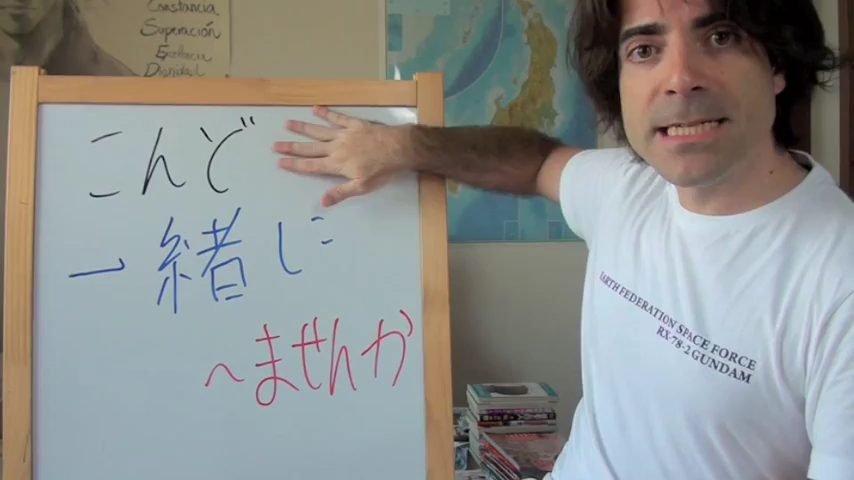 Constancia
Superación
Dignidad
こんど
一緒に
〜ませんか
EARTH FEDERATION SPACE FORCE
RX-78-2 GUNDAM